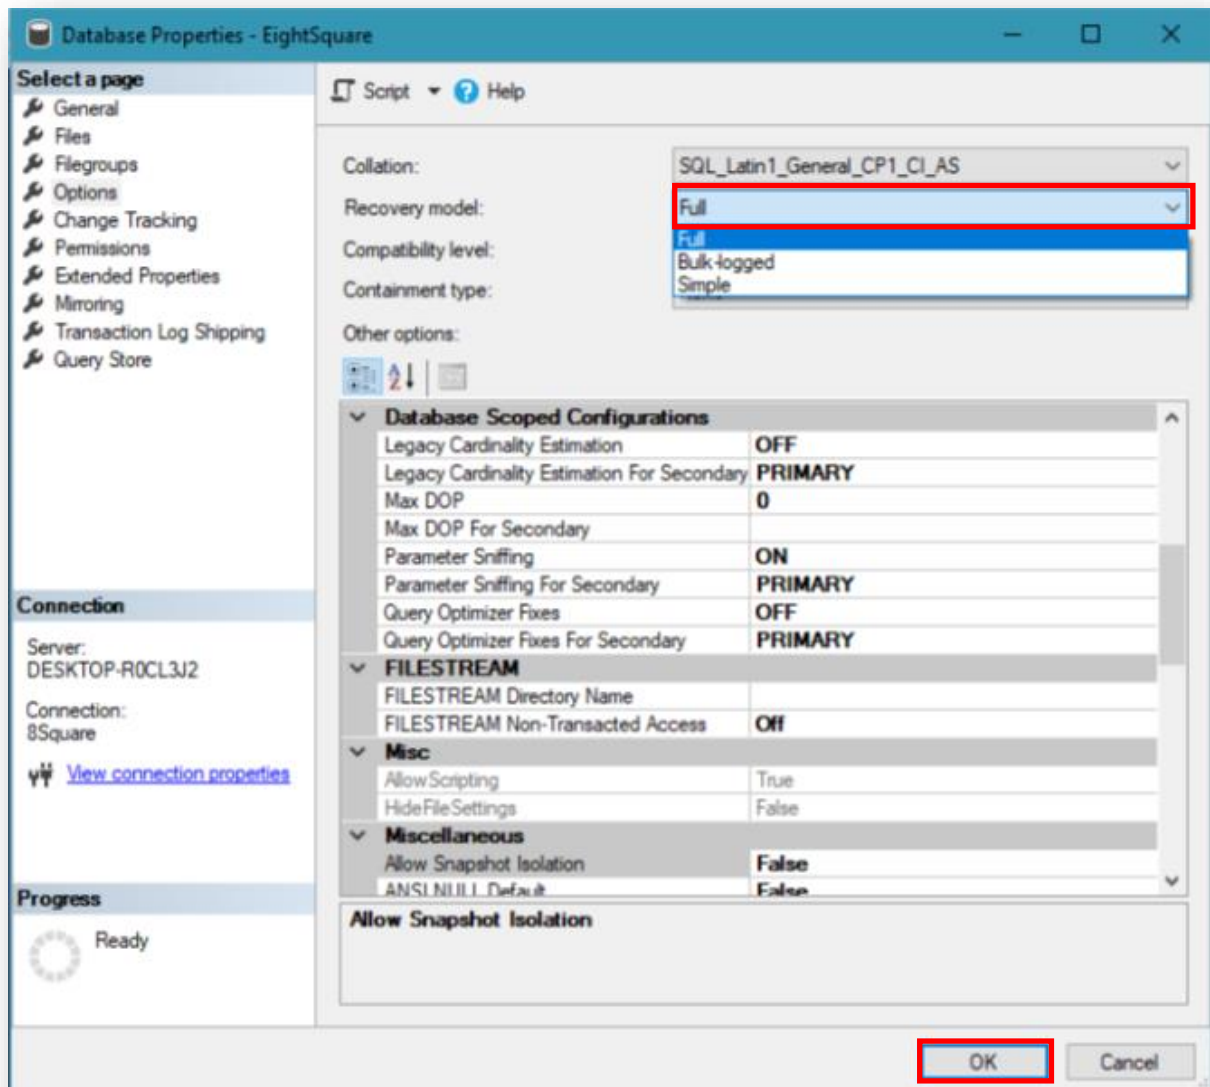 Database Properties - EightSquare
Select a page
General
Files
Filegroups
Options
Change Tracking
Permissions
Extended Properties
Mirroring
Transaction Log Shipping
Query Store
Connection
Server:
DESKTOP-R0CL3J2
Connection:
8Square
View connection properties
Progress
Ready
Script Help
Collation: SQL_Latin1_General_CP1_CI_AS
Recovery model: Full
Full
Compatibility level:
Bulk-logged
Simple
Containment type:
Other options:
Database Scoped Configurations
Legacy Cardinality Estimation OFF
Legacy Cardinality Estimation For Secondary PRIMARY
Max DOP 0
Max DOP For Secondary
Parameter Sniffing ON
Parameter Sniffing For Secondary PRIMARY
Query Optimizer Fixes OFF
Query Optimizer Fixes For Secondary PRIMARY
FILESTREAM
FILESTREAM Directory Name
FILESTREAM Non-Transacted Access Off
Misc
AllowScripting True
HideFileSettings False
Miscellaneous
Allow Snapshot Isolation False
ANSI NULL Default False
Allow Snapshot Isolation
OK Cancel